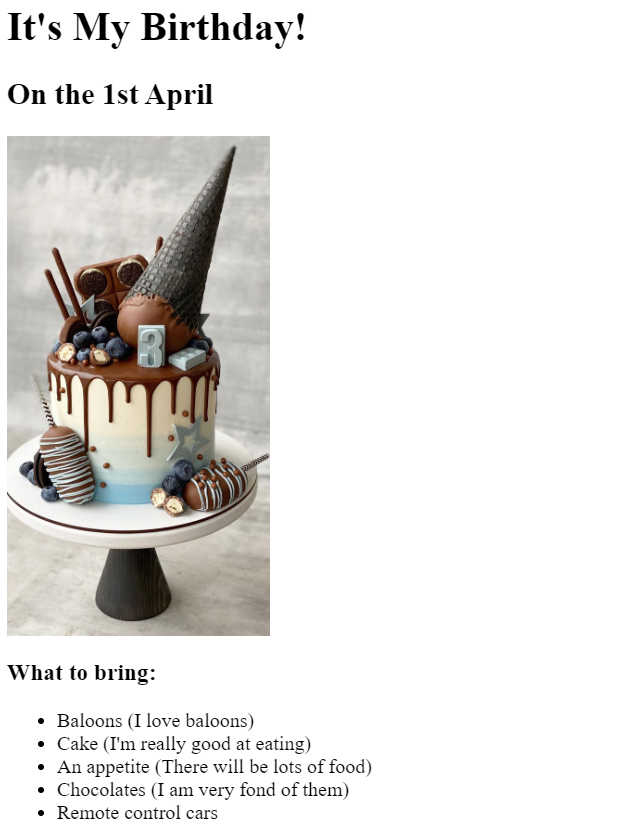 It's My Birthday!
On the 1st April
3
What to bring:
Baloons (I love baloons)
Cake (I'm really good at eating)
An appetite (There will be lots of food)
Chocolates (I am very fond of them)
Remote control cars